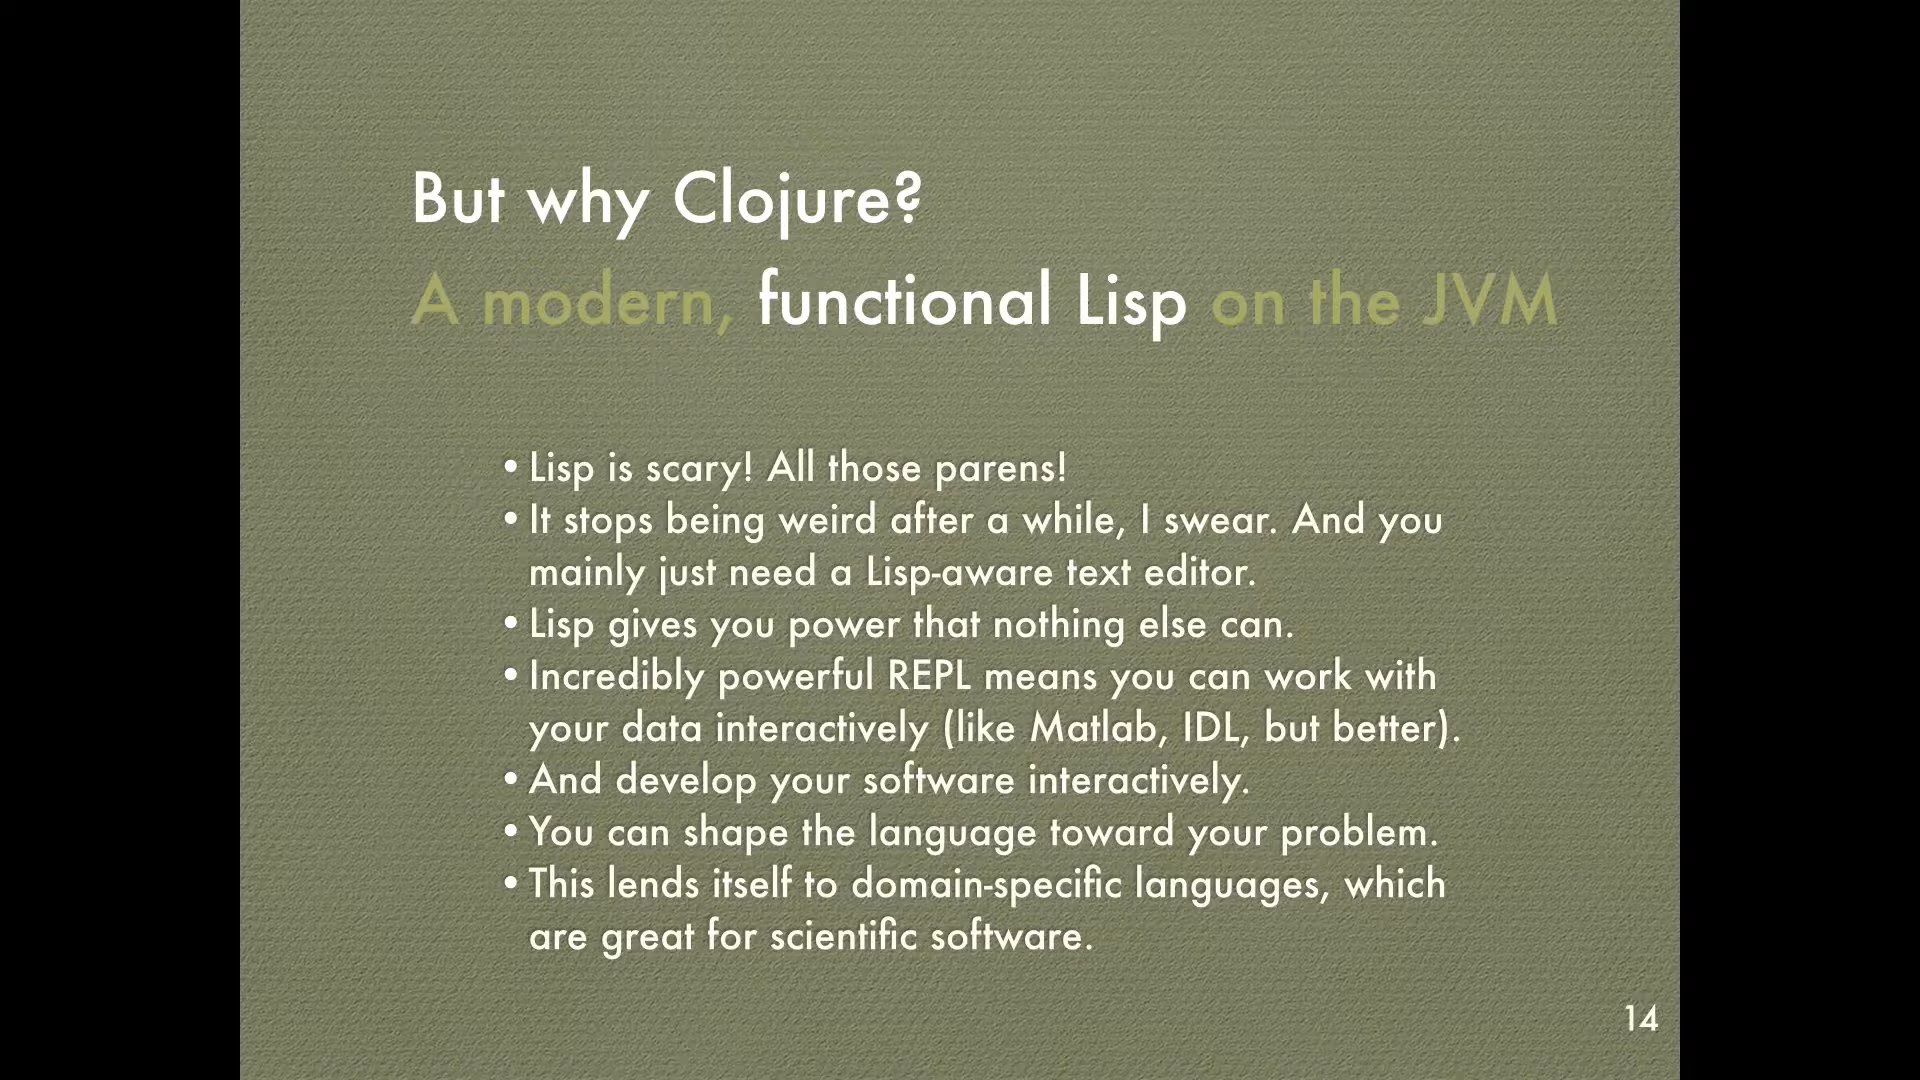 But why Clojure?
A modern, functional Lisp on the JVM
•Lisp is scary! All those parens!
•It stops being weird after a while, I swear. And you
mainly just need a Lisp-aware text editor.
•Lisp gives you power that nothing else can.
•Incredibly powerful REPL means you can work with
your data interactively (like Matlab, IDL, but better).
•And develop your software interactively.
•You can shape the language toward your problem.
•This lends itself to domain-specific languages, which
are great for scientific software.
14